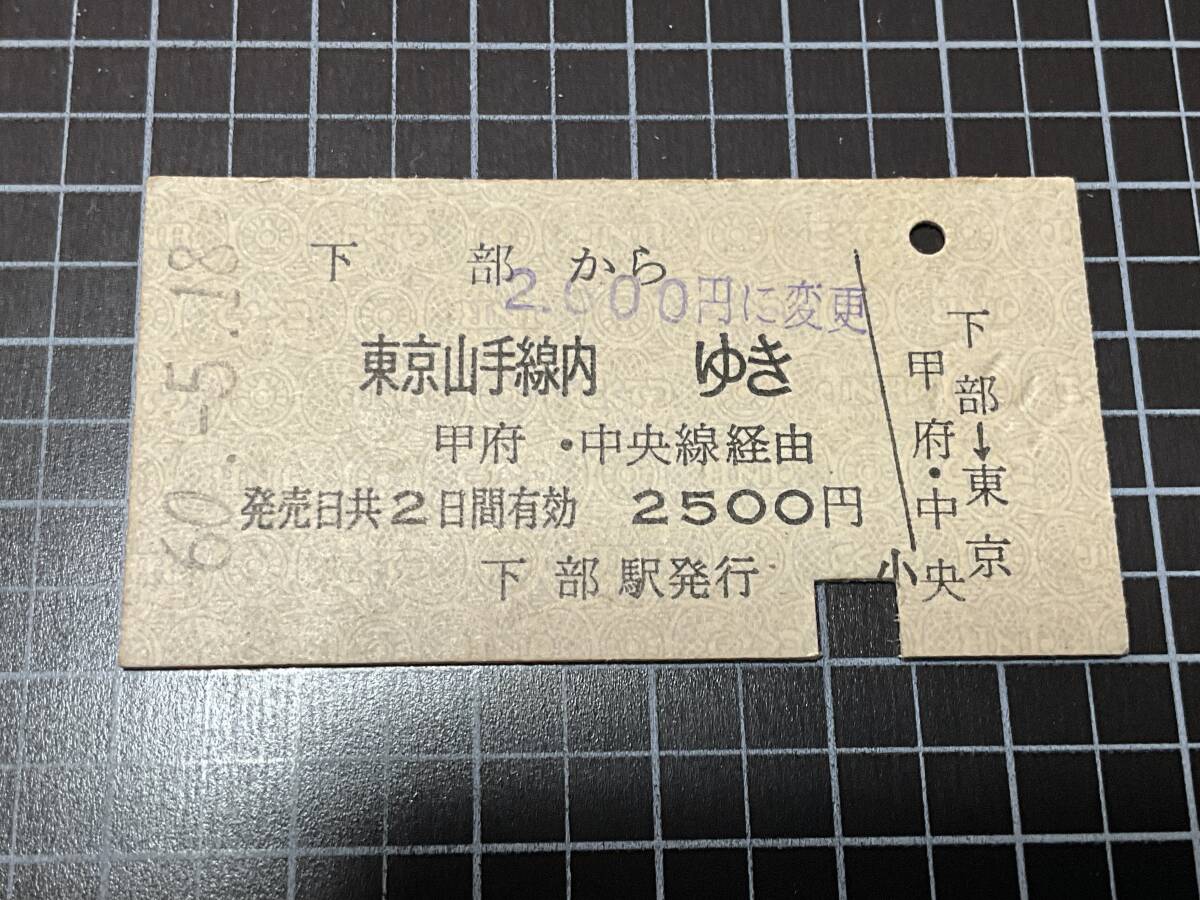 下部から
2,600円に変更
東京山手線内 ゆき
甲府・中央線経由
発売日共2日間有効 2500円
下部駅発行
60.-5.18
下部→東京
甲府・中央
小